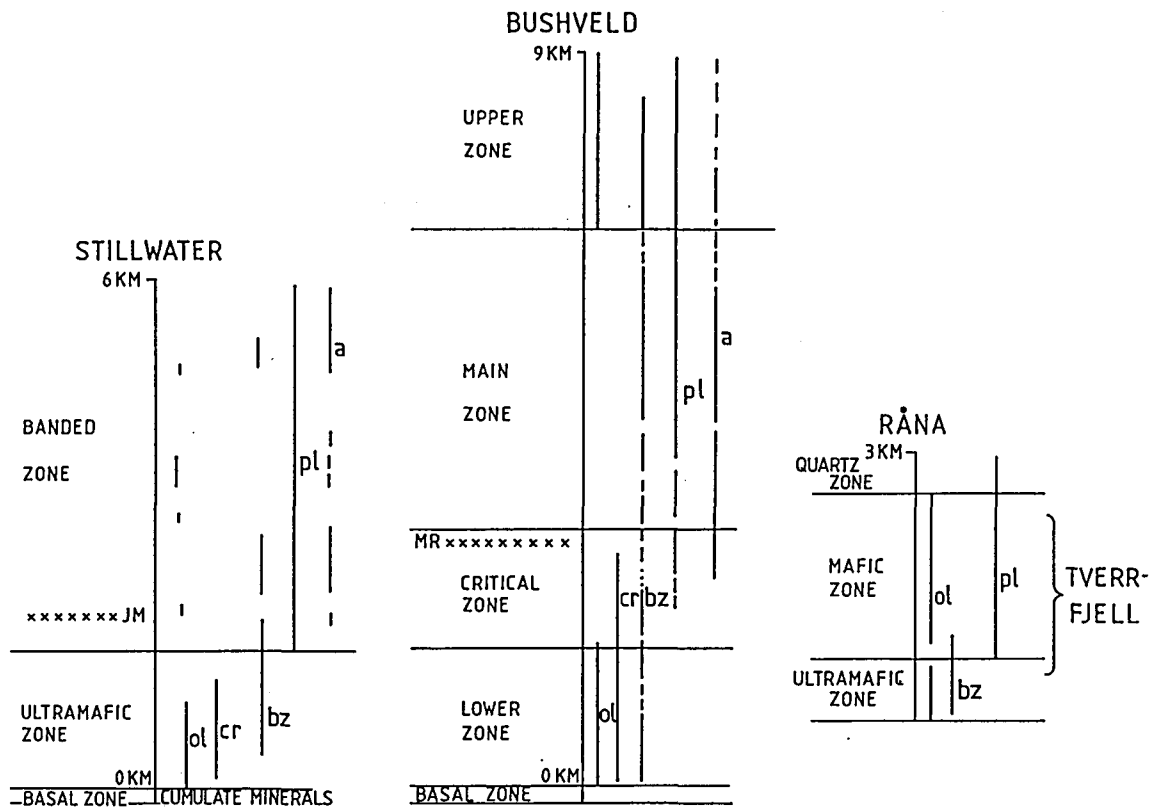 STILLWATER
6KM
BANDED
ZONE
pl
a
xxxxxxx JM
ULTRAMAFIC
ZONE
ol
cr
bz
0KM
BASAL ZONE
CUMULATE MINERALS
BUSHVELD
9KM
UPPER
ZONE
MAIN
ZONE
pl
a
MR xxxxxxxxx
CRITICAL
ZONE
cr
bz
LOWER
ZONE
ol
0KM
BASAL ZONE
RÅNA
3KM
QUARTZ
ZONE
MAFIC
ZONE
ol
pl
TVERR-
FJELL
ULTRAMAFIC
ZONE
bz